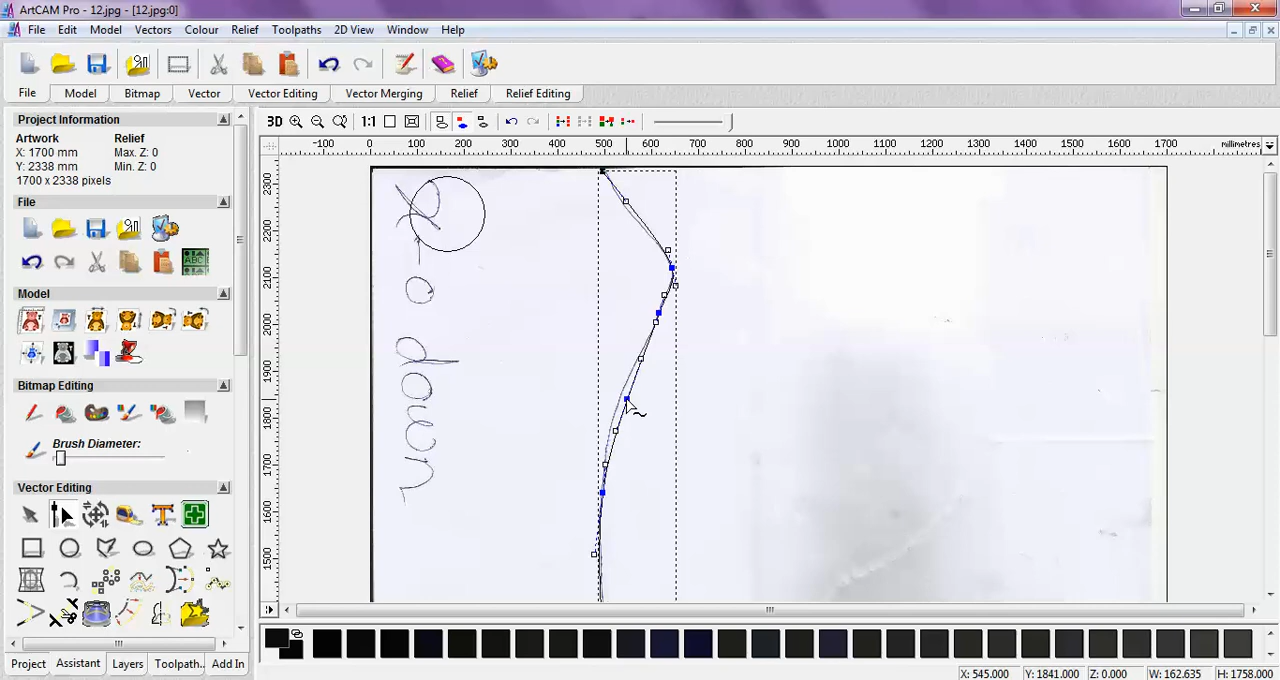 ArtCAM Pro - 12.jpg - [12.jpg:0]
File Edit Model Vectors Colour Relief Toolpaths 2D View Window Help
File Model Bitmap Vector Vector Editing Vector Merging Relief Relief Editing
Project Information
Artwork Relief
X: 1700 mm Max. Z: 0
Y: 2338 mm Min. Z: 0
1700 x 2338 pixels
File
ABC
Model
Bitmap Editing
Brush Diameter:
Vector Editing
Project Assistant Layers Toolpath... Add In
3D 1:1
-100 0 100 200 300 400 500 600 700 800 900 1000 1100 1200 1300 1400 1500 1600 1700 millimetres
2300
2200
2100
2000
1900
1800
1700
1600
1500
down
X: 545.000 Y: 1841.000 Z: 0.000 W: 162.635 H: 1758.000